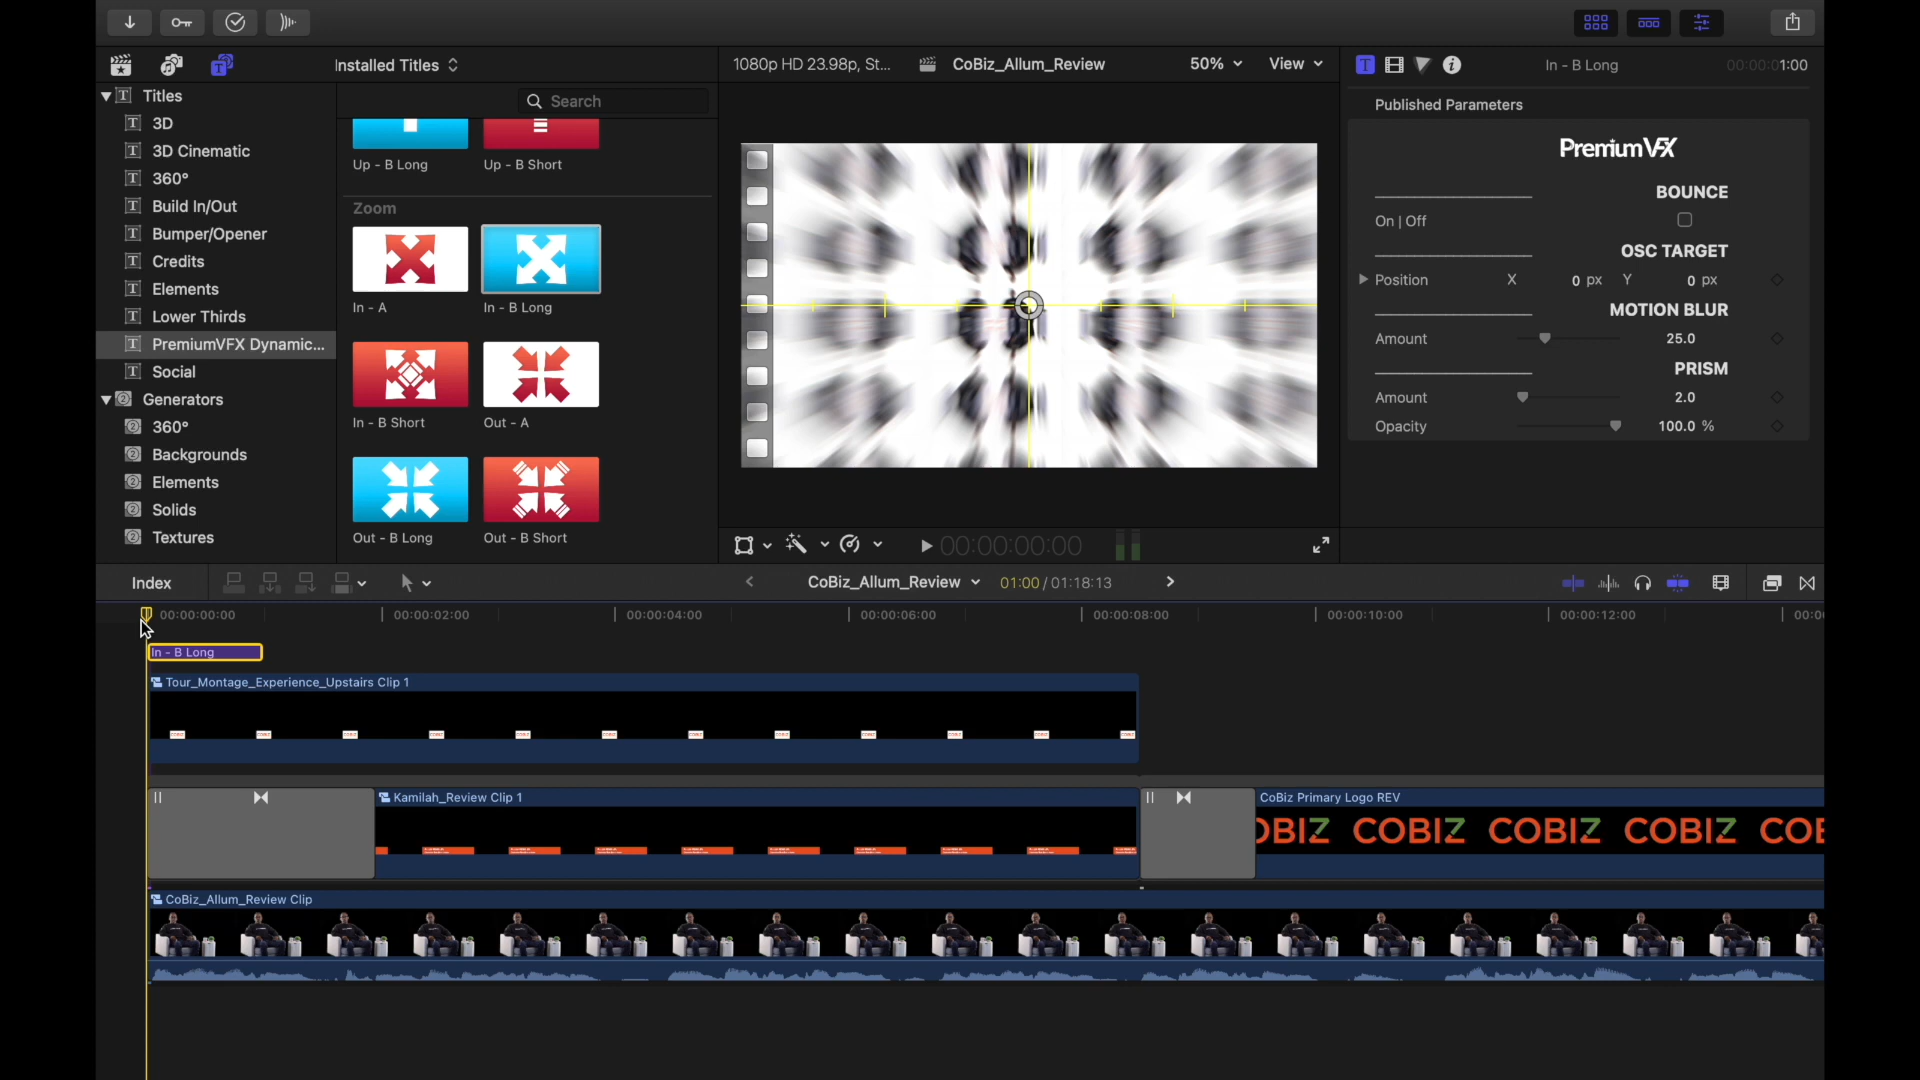 Installed Titles
1080p HD 23.98p, St...
CoBiz_Allum_Review
50%
View
In - B Long
00:00:01:00
Titles
3D
3D Cinematic
360°
Build In/Out
Bumper/Opener
Credits
Elements
Lower Thirds
PremiumVFX Dynamic...
Social
Generators
360°
Backgrounds
Elements
Solids
Textures
Search
Up - B Long
Up - B Short
Zoom
In - A
In - B Long
In - B Short
Out - A
Out - B Long
Out - B Short
Published Parameters
PremiumVFX
BOUNCE
On | Off
OSC TARGET
Position X 0 px Y 0 px
MOTION BLUR
Amount 25.0
PRISM
Amount 2.0
Opacity 100.0 %
00:00:00:00
Index
CoBiz_Allum_Review
01:00 / 01:18:13
00:00:00:00
00:00:02:00
00:00:04:00
00:00:06:00
00:00:08:00
00:00:10:00
00:00:12:00
00:0
In - B Long
Tour_Montage_Experience_Upstairs Clip 1
Kamilah_Review Clip 1
CoBiz Primary Logo REV
OBIZ COBIZ COBIZ COBIZ COB
CoBiz_Allum_Review Clip